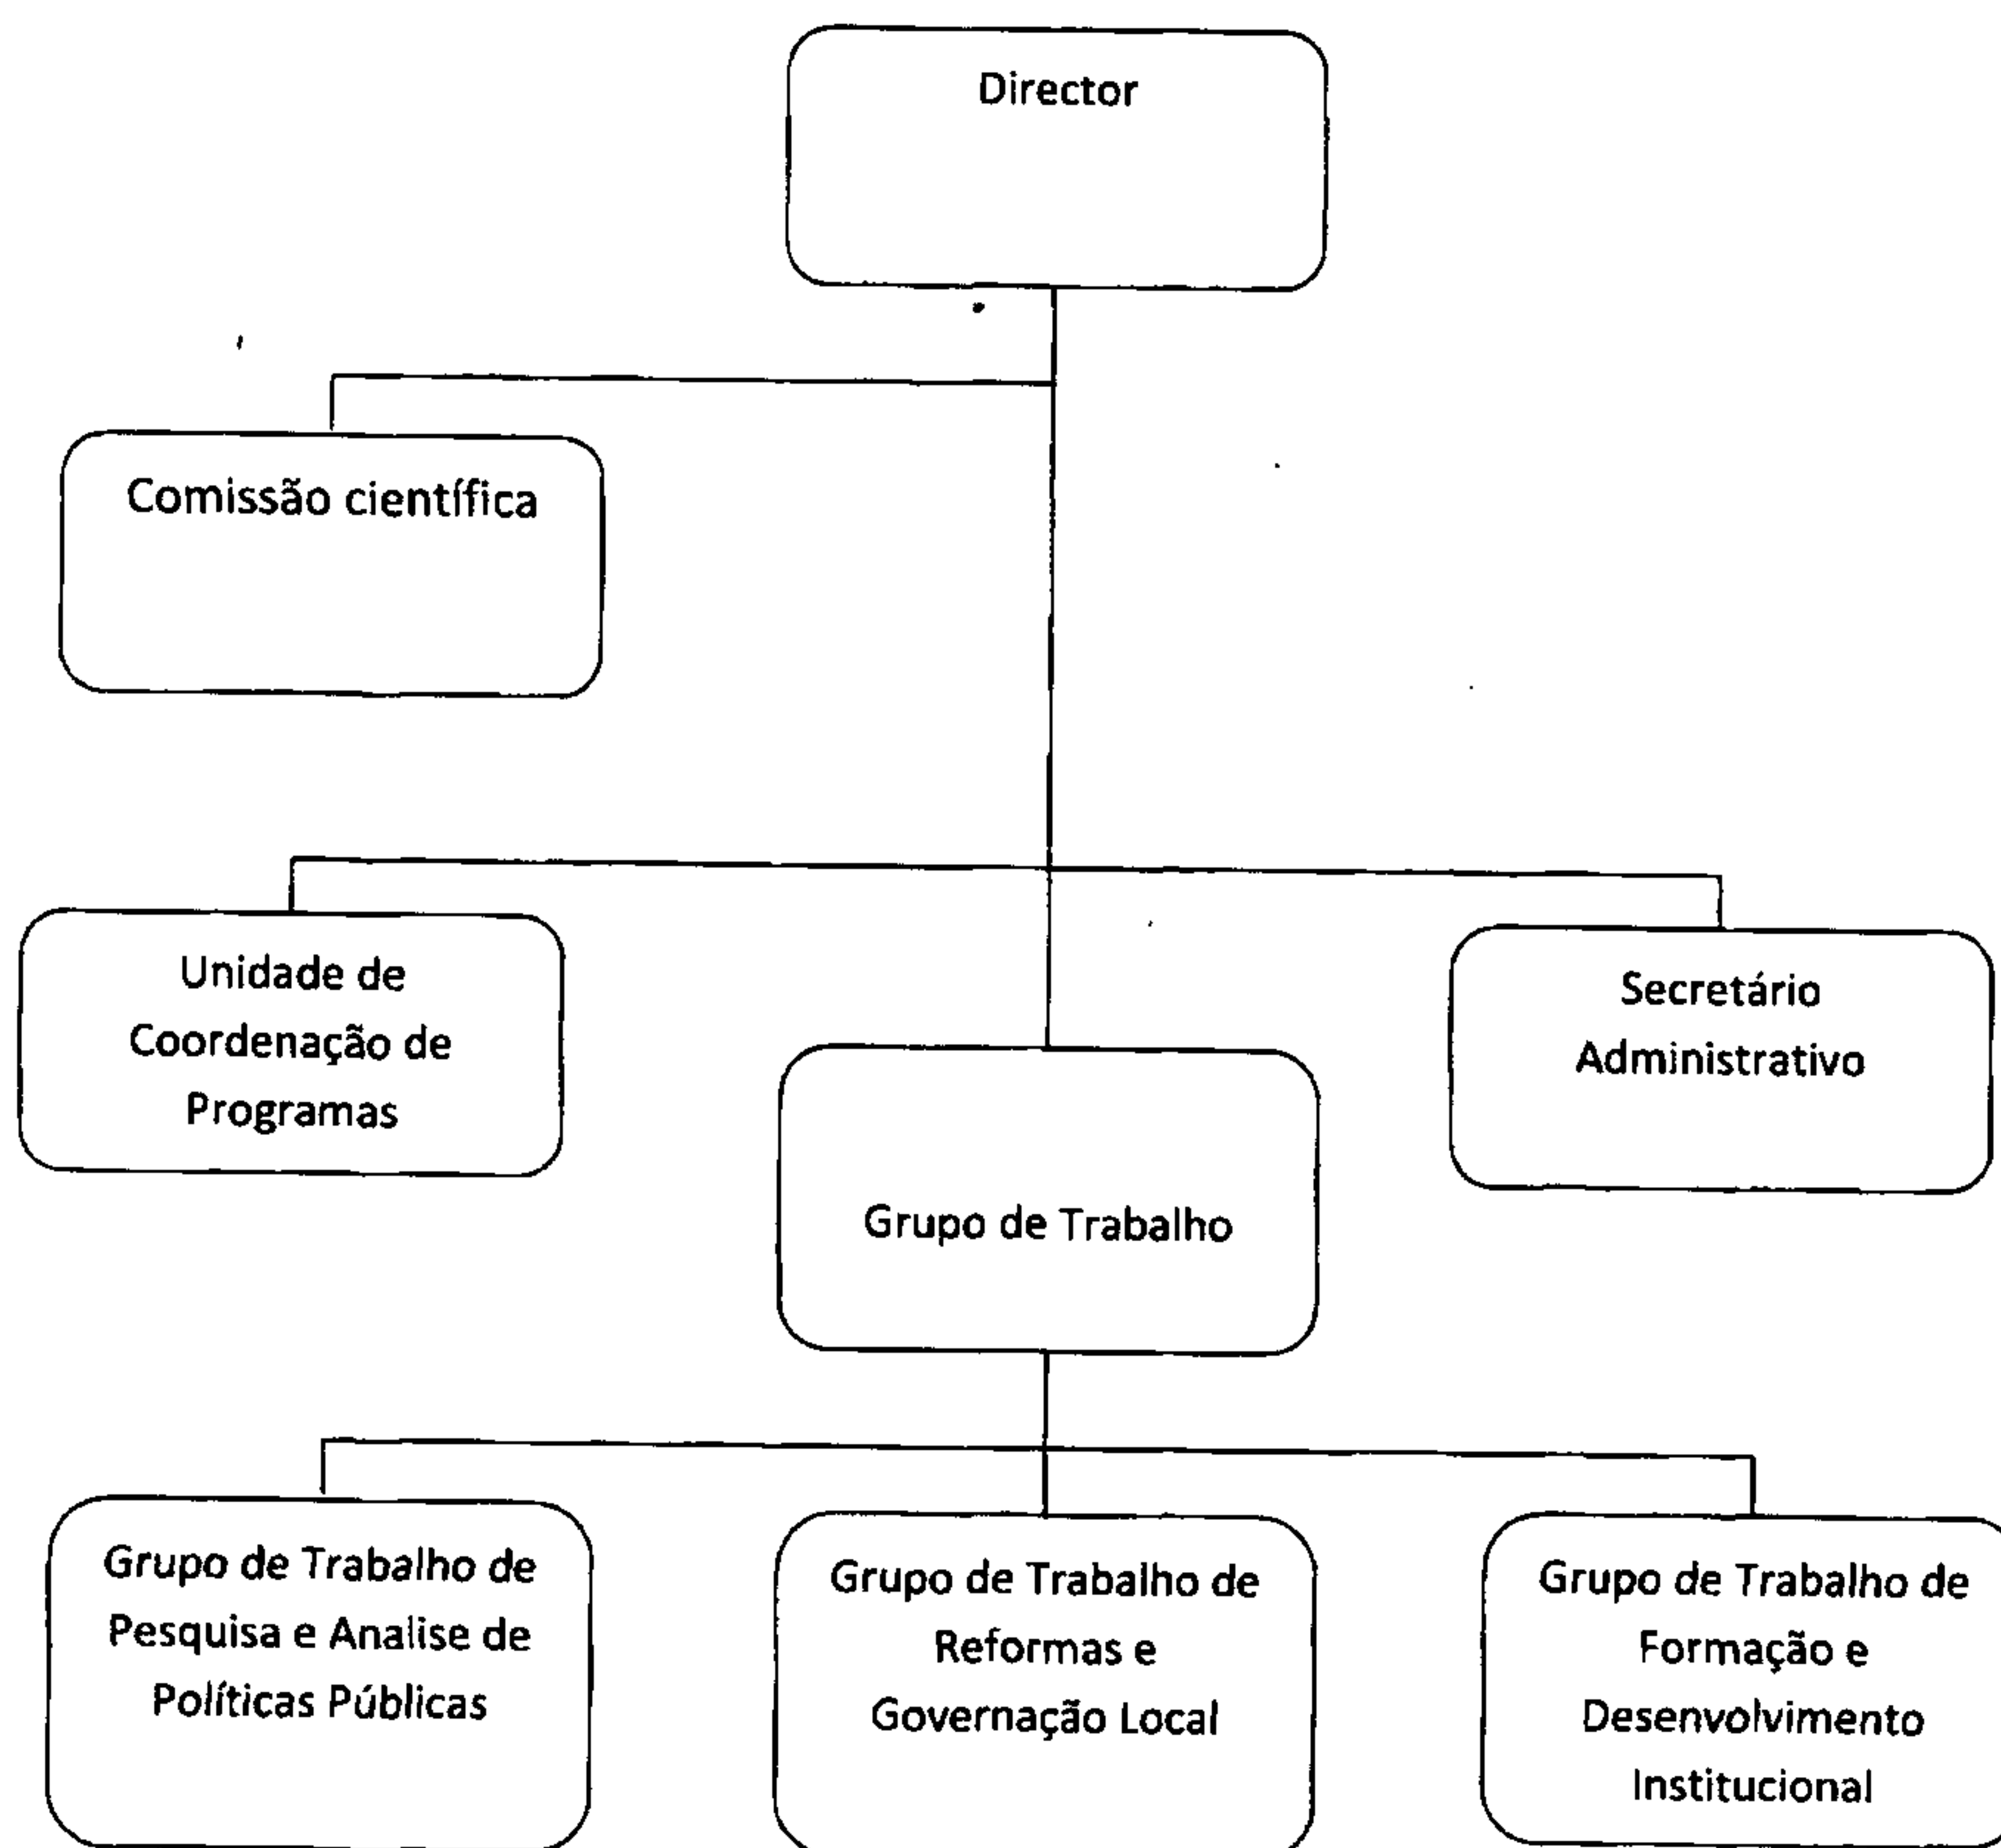 Director
Comissão científica
Unidade de
Coordenação de
Programas
Secretário
Administrativo
Grupo de Trabalho
Grupo de Trabalho de
Pesquisa e Analise de
Políticas Públicas
Grupo de Trabalho de
Reformas e
Governação Local
Grupo de Trabalho de
Formação e
Desenvolvimento
Institucional